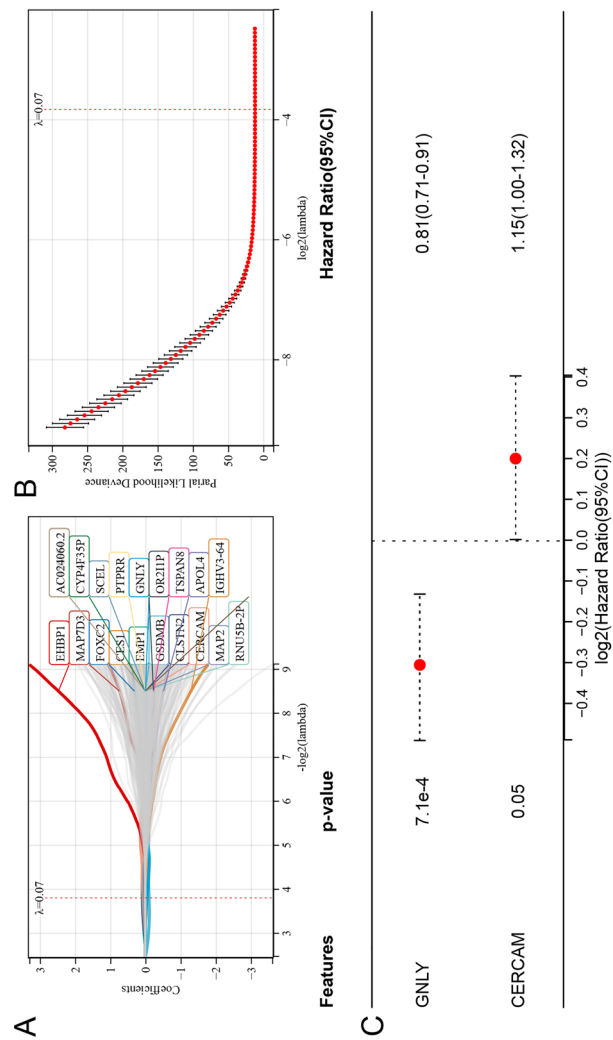 A
λ=0.07
Coefficients
3
2
1
0
−1
−2
−3
3
4
5
6
7
8
9
-log2(lambda)
EHBP1
MAP7D3
FOXC2
CES1
EMP1
GSDMB
CLSTN2
CERCAM
MAP2
RNU5B-2P
AC024060.2
CYP4F35P
SCEL
PTPRR
GNLY
OR2I1P
TSPAN8
APOL4
IGHV3-64
B
λ=0.07
Parial Likelihood Deviance
300
250
200
150
100
50
0
−8
−6
−4
log2(lambda)
C
Features
p-value
Hazard Ratio(95%CI)
GNLY
7.1e-4
0.81(0.71-0.91)
CERCAM
0.05
1.15(1.00-1.32)
−0.4
−0.3
−0.2
−0.1
0.0
0.1
0.2
0.3
0.4
log2(Hazard Ratio(95%CI))